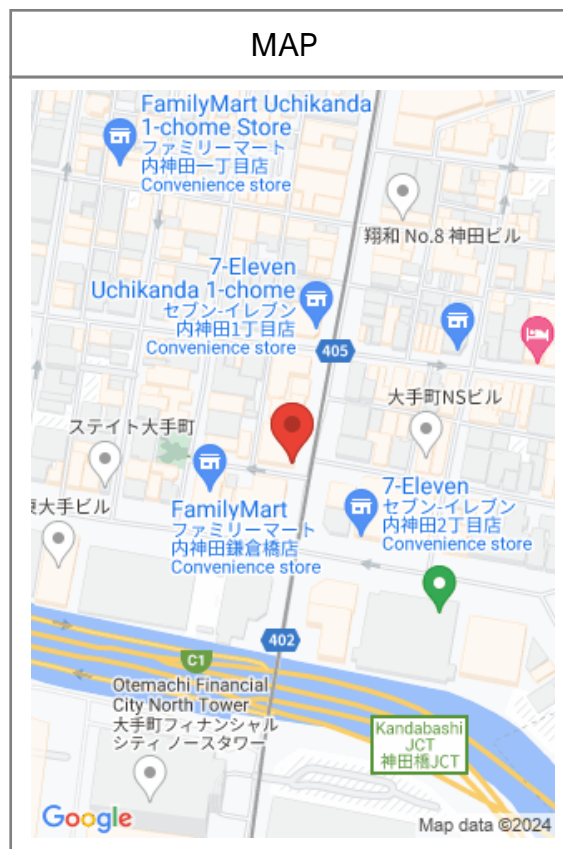 MAP
FamilyMart Uchikanda
1-chome Store
ファミリーマート
内神田一丁目店
Convenience store
翔和 No.8 神田ビル
7-Eleven
Uchikanda 1-chome
セブン-イレブン
内神田1丁目店
Convenience store
405
大手町NSビル
ステイト大手町
7-Eleven
セブン-イレブン
内神田2丁目店
Convenience store
FamilyMart
ファミリーマート
内神田鎌倉橋店
Convenience store
東大手ビル
402
C1
Otemachi Financial
City North Tower
大手町フィナンシャル
シティ ノースタワー
Kandabashi
JCT
神田橋JCT
Google
Map data ©2024